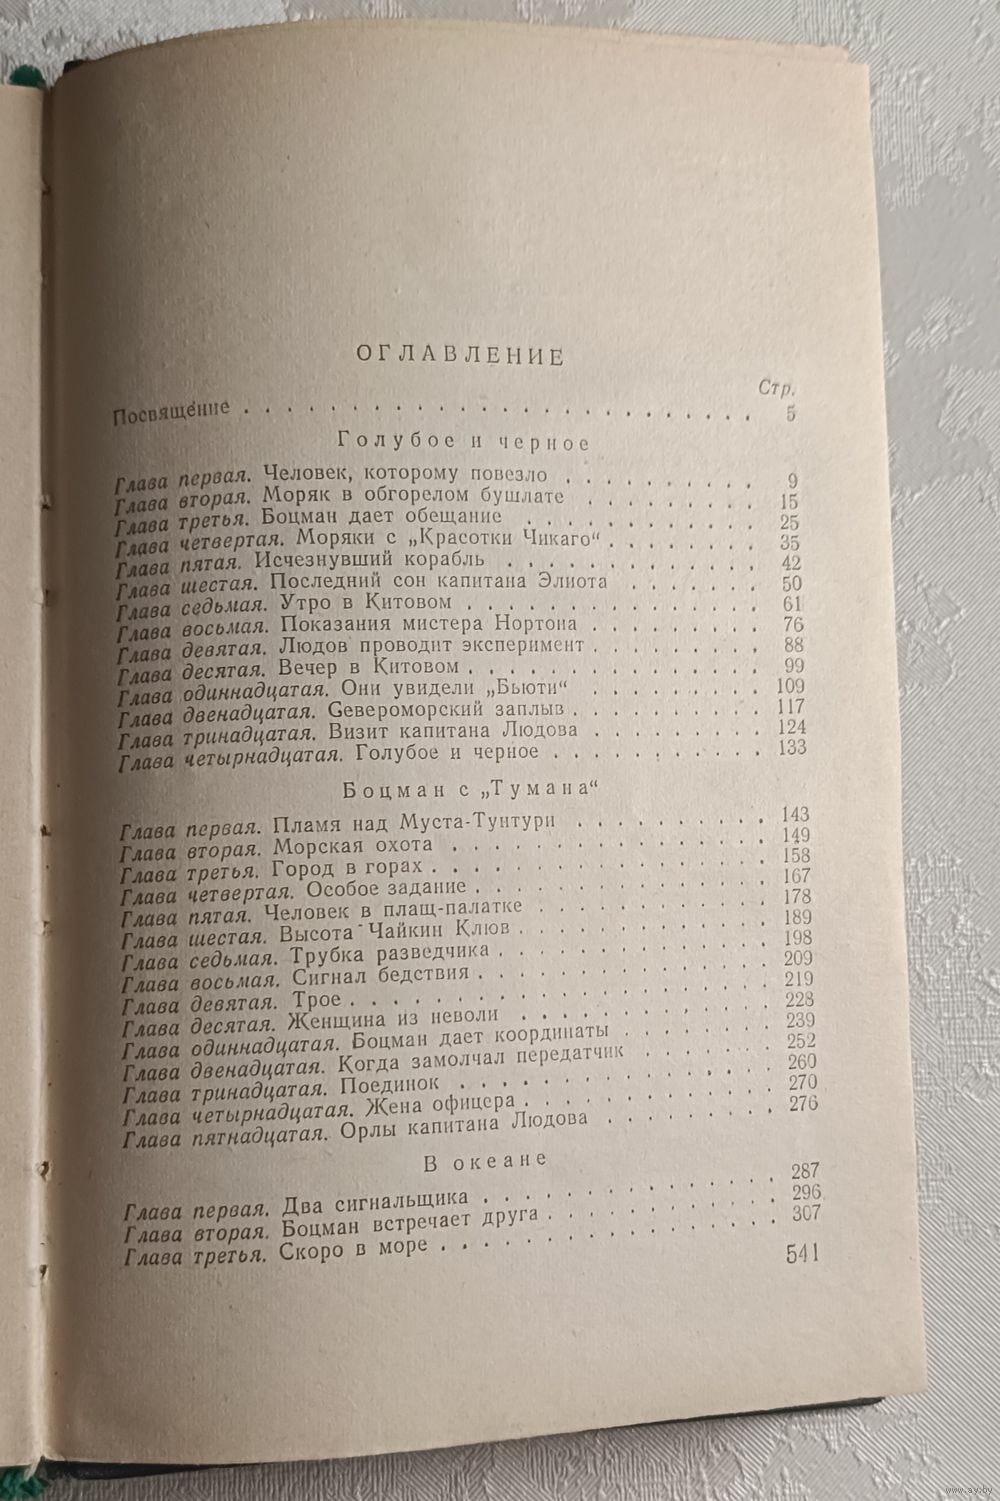 ОГЛАВЛЕНИЕ
Стр.
Посвящение . . . . . . . . . . . . . . . . . . . . . . . 5
Голубое и черное
Глава первая. Человек, которому повезло . . . . . . . . . 9
Глава вторая. Моряк в обгорелом бушлате . . . . . . . . 15
Глава третья. Боцман дает обещание . . . . . . . . . . 25
Глава четвертая. Моряки с „Красотки Чикаго“ . . . . . . . . 35
Глава пятая. Исчезнувший корабль . . . . . . . . . . . 42
Глава шестая. Последний сон капитана Элиота . . . . . . 50
Глава седьмая. Утро в Китовом . . . . . . . . . . . . . 61
Глава восьмая. Показания мистера Нортона . . . . . . . . 76
Глава девятая. Людов проводит эксперимент . . . . . . . . 88
Глава десятая. Вечер в Китовом . . . . . . . . . . . . . 99
Глава одиннадцатая. Они увидели „Бьюти“ . . . . . . . . 109
Глава двенадцатая. Североморский заплыв . . . . . . . . . 117
Глава тринадцатая. Визит капитана Людова . . . . . . . . 124
Глава четырнадцатая. Голубое и черное . . . . . . . . . . 133
Боцман с „Тумана“
Глава первая. Пламя над Муста-Тунтури . . . . . . . . . 143
Глава вторая. Морская охота . . . . . . . . . . . . . 149
Глава третья. Город в горах . . . . . . . . . . . . . . 158
Глава четвертая. Особое задание . . . . . . . . . . . . 167
Глава пятая. Человек в плащ-палатке . . . . . . . . . . 178
Глава шестая. Высота Чайкин Клюв . . . . . . . . . . . 189
Глава седьмая. Трубка разведчика . . . . . . . . . . . . 198
Глава восьмая. Сигнал бедствия . . . . . . . . . . . . 209
Глава девятая. Трое . . . . . . . . . . . . . . . . . 219
Глава десятая. Женщина из неволи . . . . . . . . . . . 228
Глава одиннадцатая. Боцман дает координаты . . . . . . . 239
Глава двенадцатая. Когда замолчал передатчик . . . . . . 252
Глава тринадцатая. Поединок . . . . . . . . . . . . . 260
Глава четырнадцатая. Жена офицера . . . . . . . . . . . 270
Глава пятнадцатая. Орлы капитана Людова . . . . . . . . 276
В океане
Глава первая. Два сигнальщика . . . . . . . . . . . . 287
Глава вторая. Боцман встречает друга . . . . . . . . . . 296
Глава третья. Скоро в море . . . . . . . . . . . . . . 307
541
www.ay.by